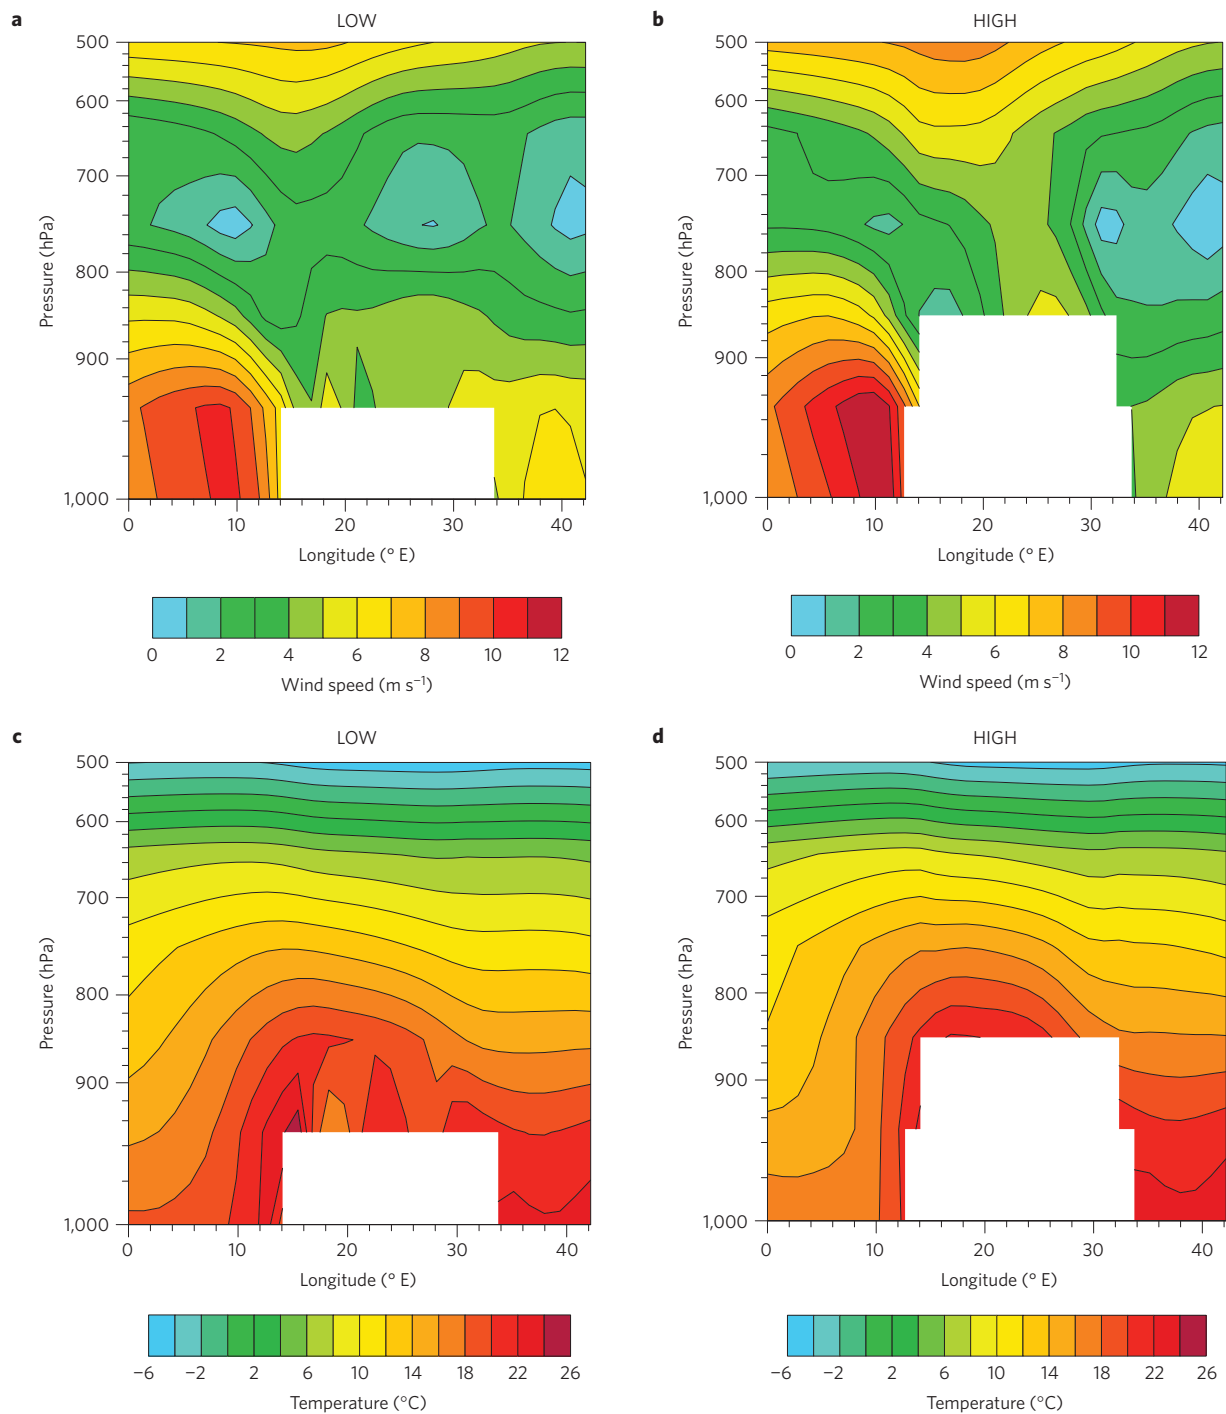 a LOW
500
600
700
800
900
1,000
Pressure (hPa)
0 10 20 30 40
Longitude (° E)
0 2 4 6 8 10 12
Wind speed (m s⁻¹)
b HIGH
500
600
700
800
900
1,000
Pressure (hPa)
0 10 20 30 40
Longitude (° E)
0 2 4 6 8 10 12
Wind speed (m s⁻¹)
c LOW
500
600
700
800
900
1,000
Pressure (hPa)
0 10 20 30 40
Longitude (° E)
−6 −2 2 6 10 14 18 22 26
Temperature (°C)
d HIGH
500
600
700
800
900
1,000
Pressure (hPa)
0 10 20 30 40
Longitude (° E)
−6 −2 2 6 10 14 18 22 26
Temperature (°C)